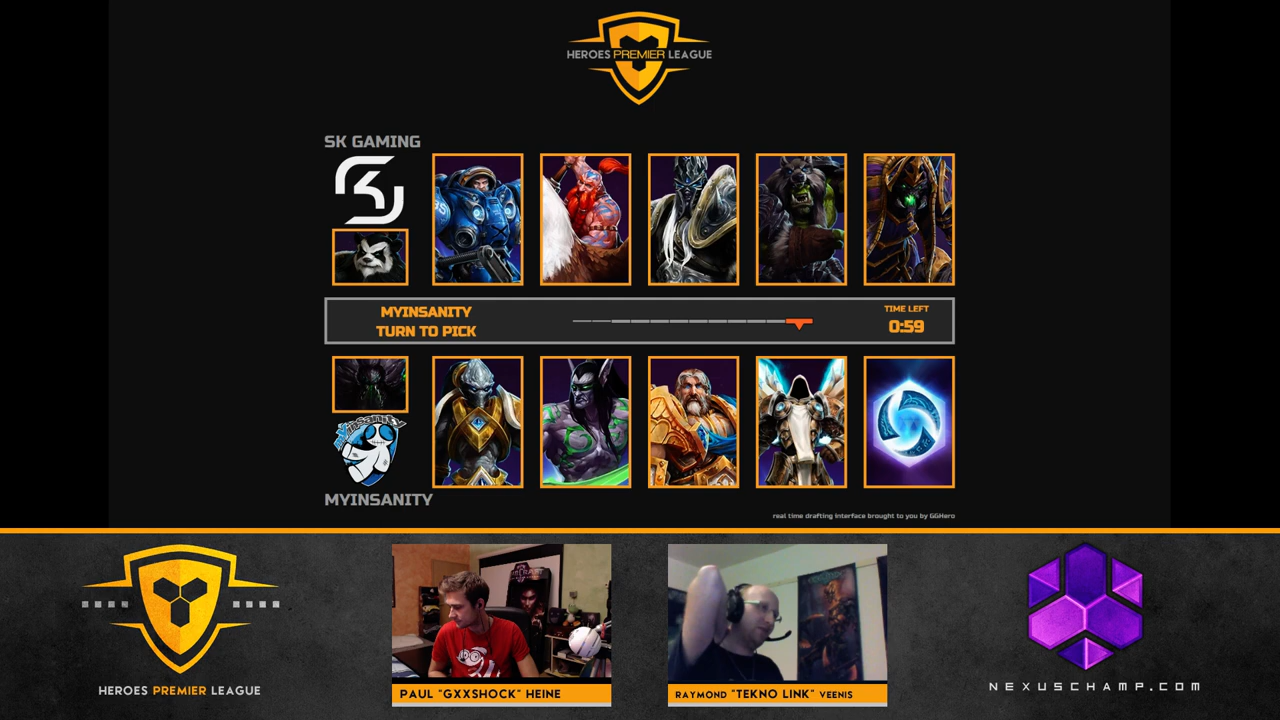 HEROES PREMIER LEAGUE
SK GAMING
MYINSANITY
TURN TO PICK
TIME LEFT
0:59
myinsanity
MYINSANITY
real time drafting interface brought to you by GGHero
HEROES PREMIER LEAGUE
PAUL "GXXSHOCK" HEINE
RAYMOND "TEKNO LINK" VEENIS
NEXUSCHAMP.COM